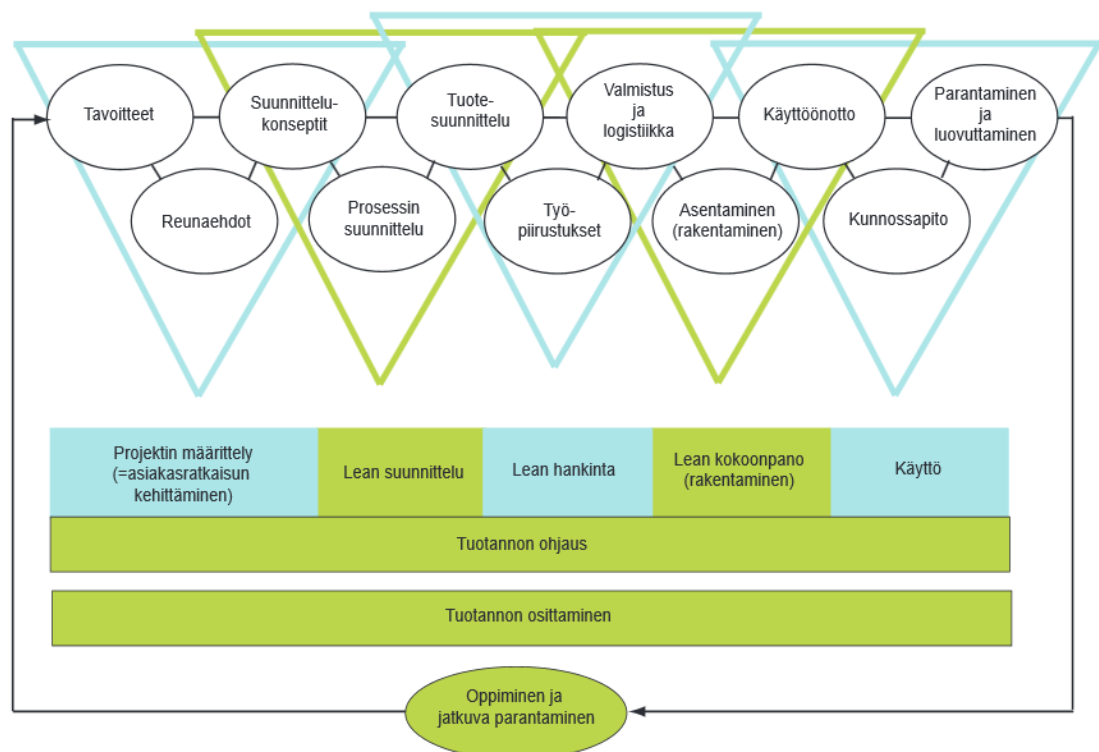 Tavoitteet
Suunnittelu-
konseptit
Tuote-
suunnittelu
Valmistus
ja
logistiikka
Käyttöönotto
Parantaminen
ja
luovuttaminen
Reunaehdot
Prosessin
suunnittelu
Työ-
piirustukset
Asentaminen
(rakentaminen)
Kunnossapito
Projektin määrittely
(=asiakasratkaisun
kehittäminen)
Lean suunnittelu
Lean hankinta
Lean kokoonpano
(rakentaminen)
Käyttö
Tuotannon ohjaus
Tuotannon osittaminen
Oppiminen ja
jatkuva parantaminen